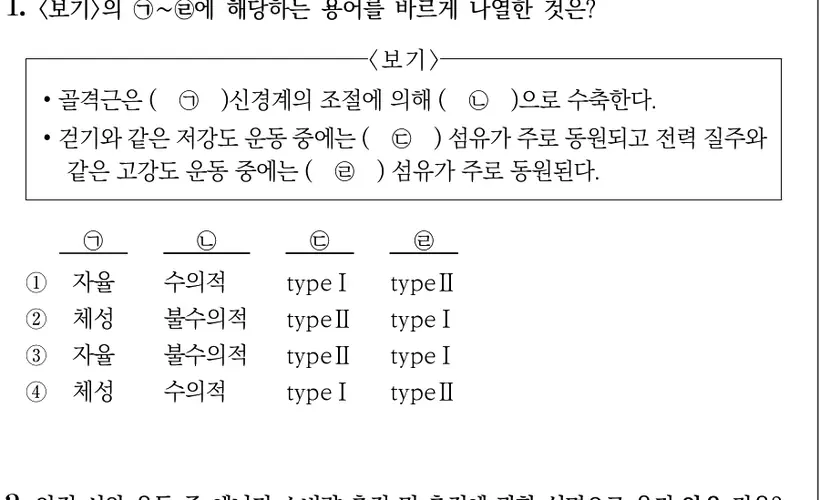 1. <보기>의 ㉠~㉣에 해당하는 용어를 바르게 나열한 것은?
<보기>
• 골격근은 ( ㉠ )신경계의 조절에 의해 ( ㉡ )으로 수축한다.
• 걷기와 같은 저강도 운동 중에는 ( ㉢ ) 섬유가 주로 동원되고 전력 질주와
같은 고강도 운동 중에는 ( ㉣ ) 섬유가 주로 동원된다.
㉠ ㉡ ㉢ ㉣
① 자율 수의적 typeⅠ typeⅡ
② 체성 불수의적 typeⅡ typeⅠ
③ 자율 불수의적 typeⅡ typeⅠ
④ 체성 수의적 typeⅠ typeⅡ